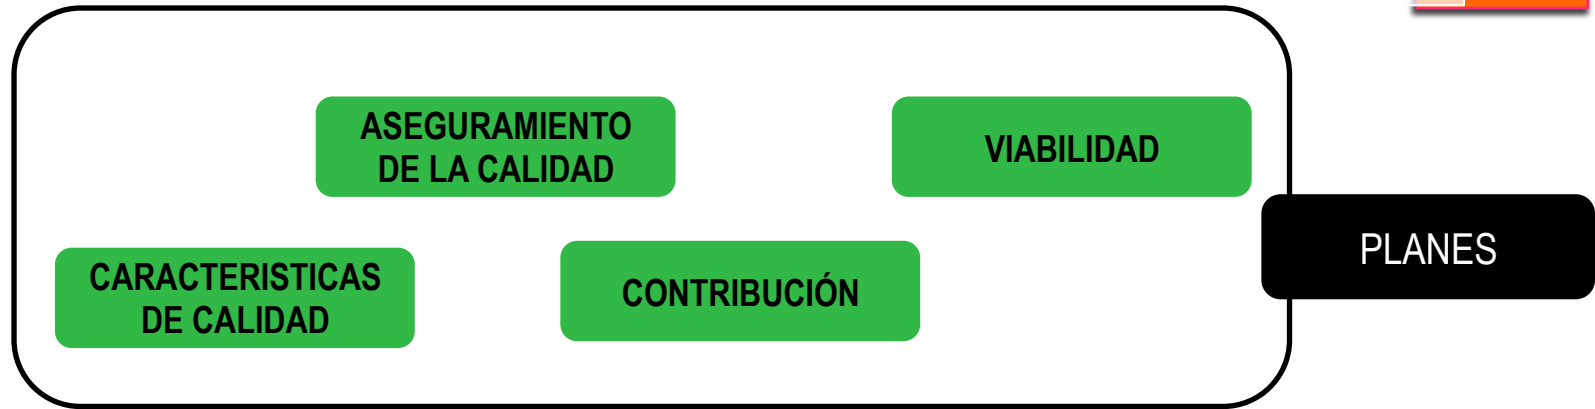 ASEGURAMIENTO
DE LA CALIDAD
VIABILIDAD
PLANES
CARACTERISTICAS
DE CALIDAD
CONTRIBUCIÓN